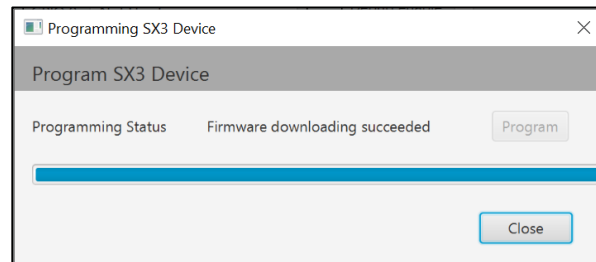 Programming SX3 Device
Program SX3 Device
Programming Status Firmware downloading succeeded Program
Close